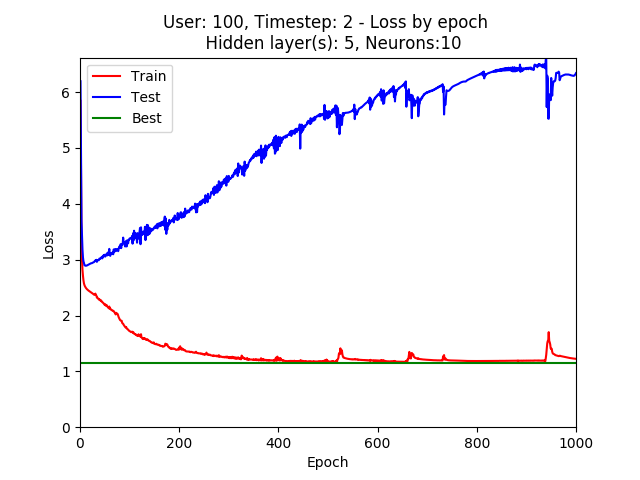 User: 100, Timestep: 2 - Loss by epoch
Hidden layer(s): 5, Neurons:10
Train
Test
Best
Loss
6
5
4
3
2
1
0
0 200 400 600 800 1000
Epoch